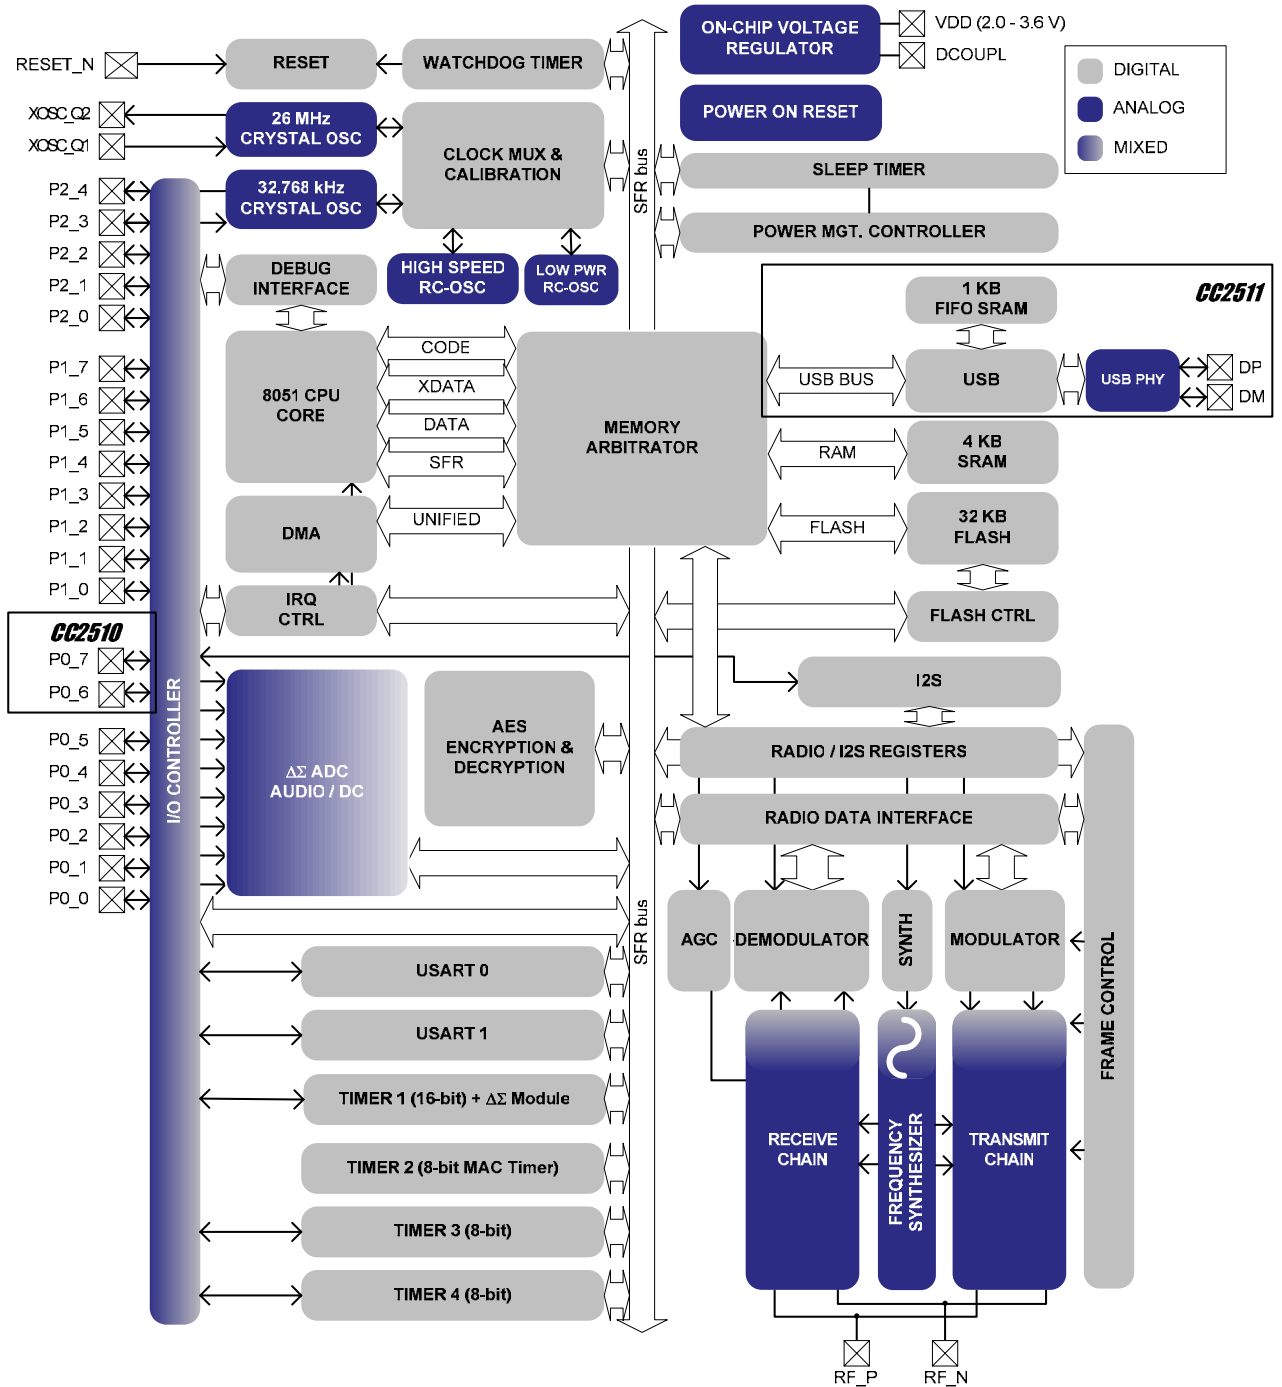 ON-CHIP VOLTAGE
REGULATOR
VDD (2.0 - 3.6 V)
DCOUPL
DIGITAL
ANALOG
MIXED
RESET_N
RESET
WATCHDOG TIMER
POWER ON RESET
XOSC_Q2
XOSC_Q1
26 MHz
CRYSTAL OSC
CLOCK MUX &
CALIBRATION
SFR bus
SLEEP TIMER
32.768 kHz
CRYSTAL OSC
POWER MGT. CONTROLLER
P2_4
P2_3
P2_2
P2_1
P2_0
DEBUG
INTERFACE
HIGH SPEED
RC-OSC
LOW PWR
RC-OSC
1 KB
FIFO SRAM
CC2511
P1_7
P1_6
P1_5
P1_4
P1_3
P1_2
P1_1
P1_0
8051 CPU
CORE
CODE
XDATA
DATA
SFR
UNIFIED
MEMORY
ARBITRATOR
USB BUS
USB
USB PHY
DP
DM
RAM
4 KB
SRAM
FLASH
32 KB
FLASH
DMA
IRQ
CTRL
FLASH CTRL
CC2510
P0_7
P0_6
P0_5
P0_4
P0_3
P0_2
P0_1
P0_0
I/O CONTROLLER
ΔΣ ADC
AUDIO / DC
AES
ENCRYPTION &
DECRYPTION
I2S
RADIO / I2S REGISTERS
RADIO DATA INTERFACE
SFR bus
AGC
DEMODULATOR
SYNTH
MODULATOR
FRAME CONTROL
USART 0
USART 1
TIMER 1 (16-bit) + ΔΣ Module
TIMER 2 (8-bit MAC Timer)
TIMER 3 (8-bit)
TIMER 4 (8-bit)
RECEIVE
CHAIN
FREQUENCY
SYNTHESIZER
TRANSMIT
CHAIN
RF_P
RF_N